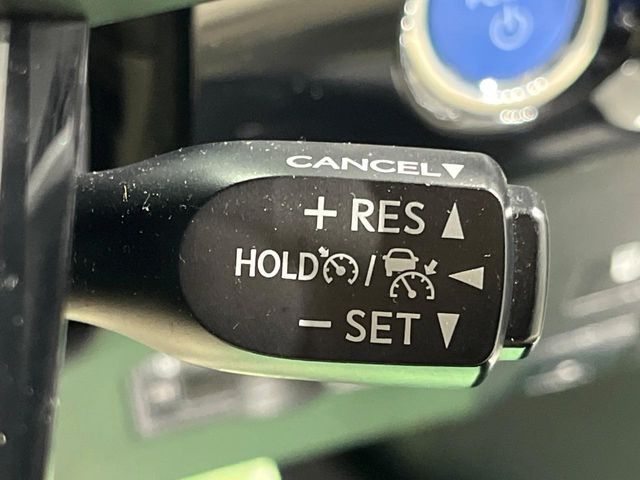 CANCEL▼
+ RES ▲
HOLD / ◀
− SET ▼